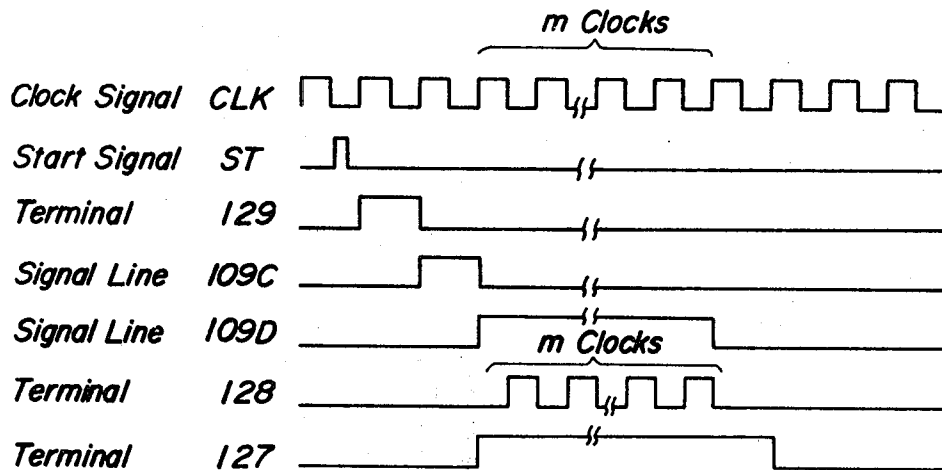 m Clocks
Clock Signal CLK
Start Signal ST
Terminal 129
Signal Line 109C
Signal Line 109D
m Clocks
Terminal 128
Terminal 127